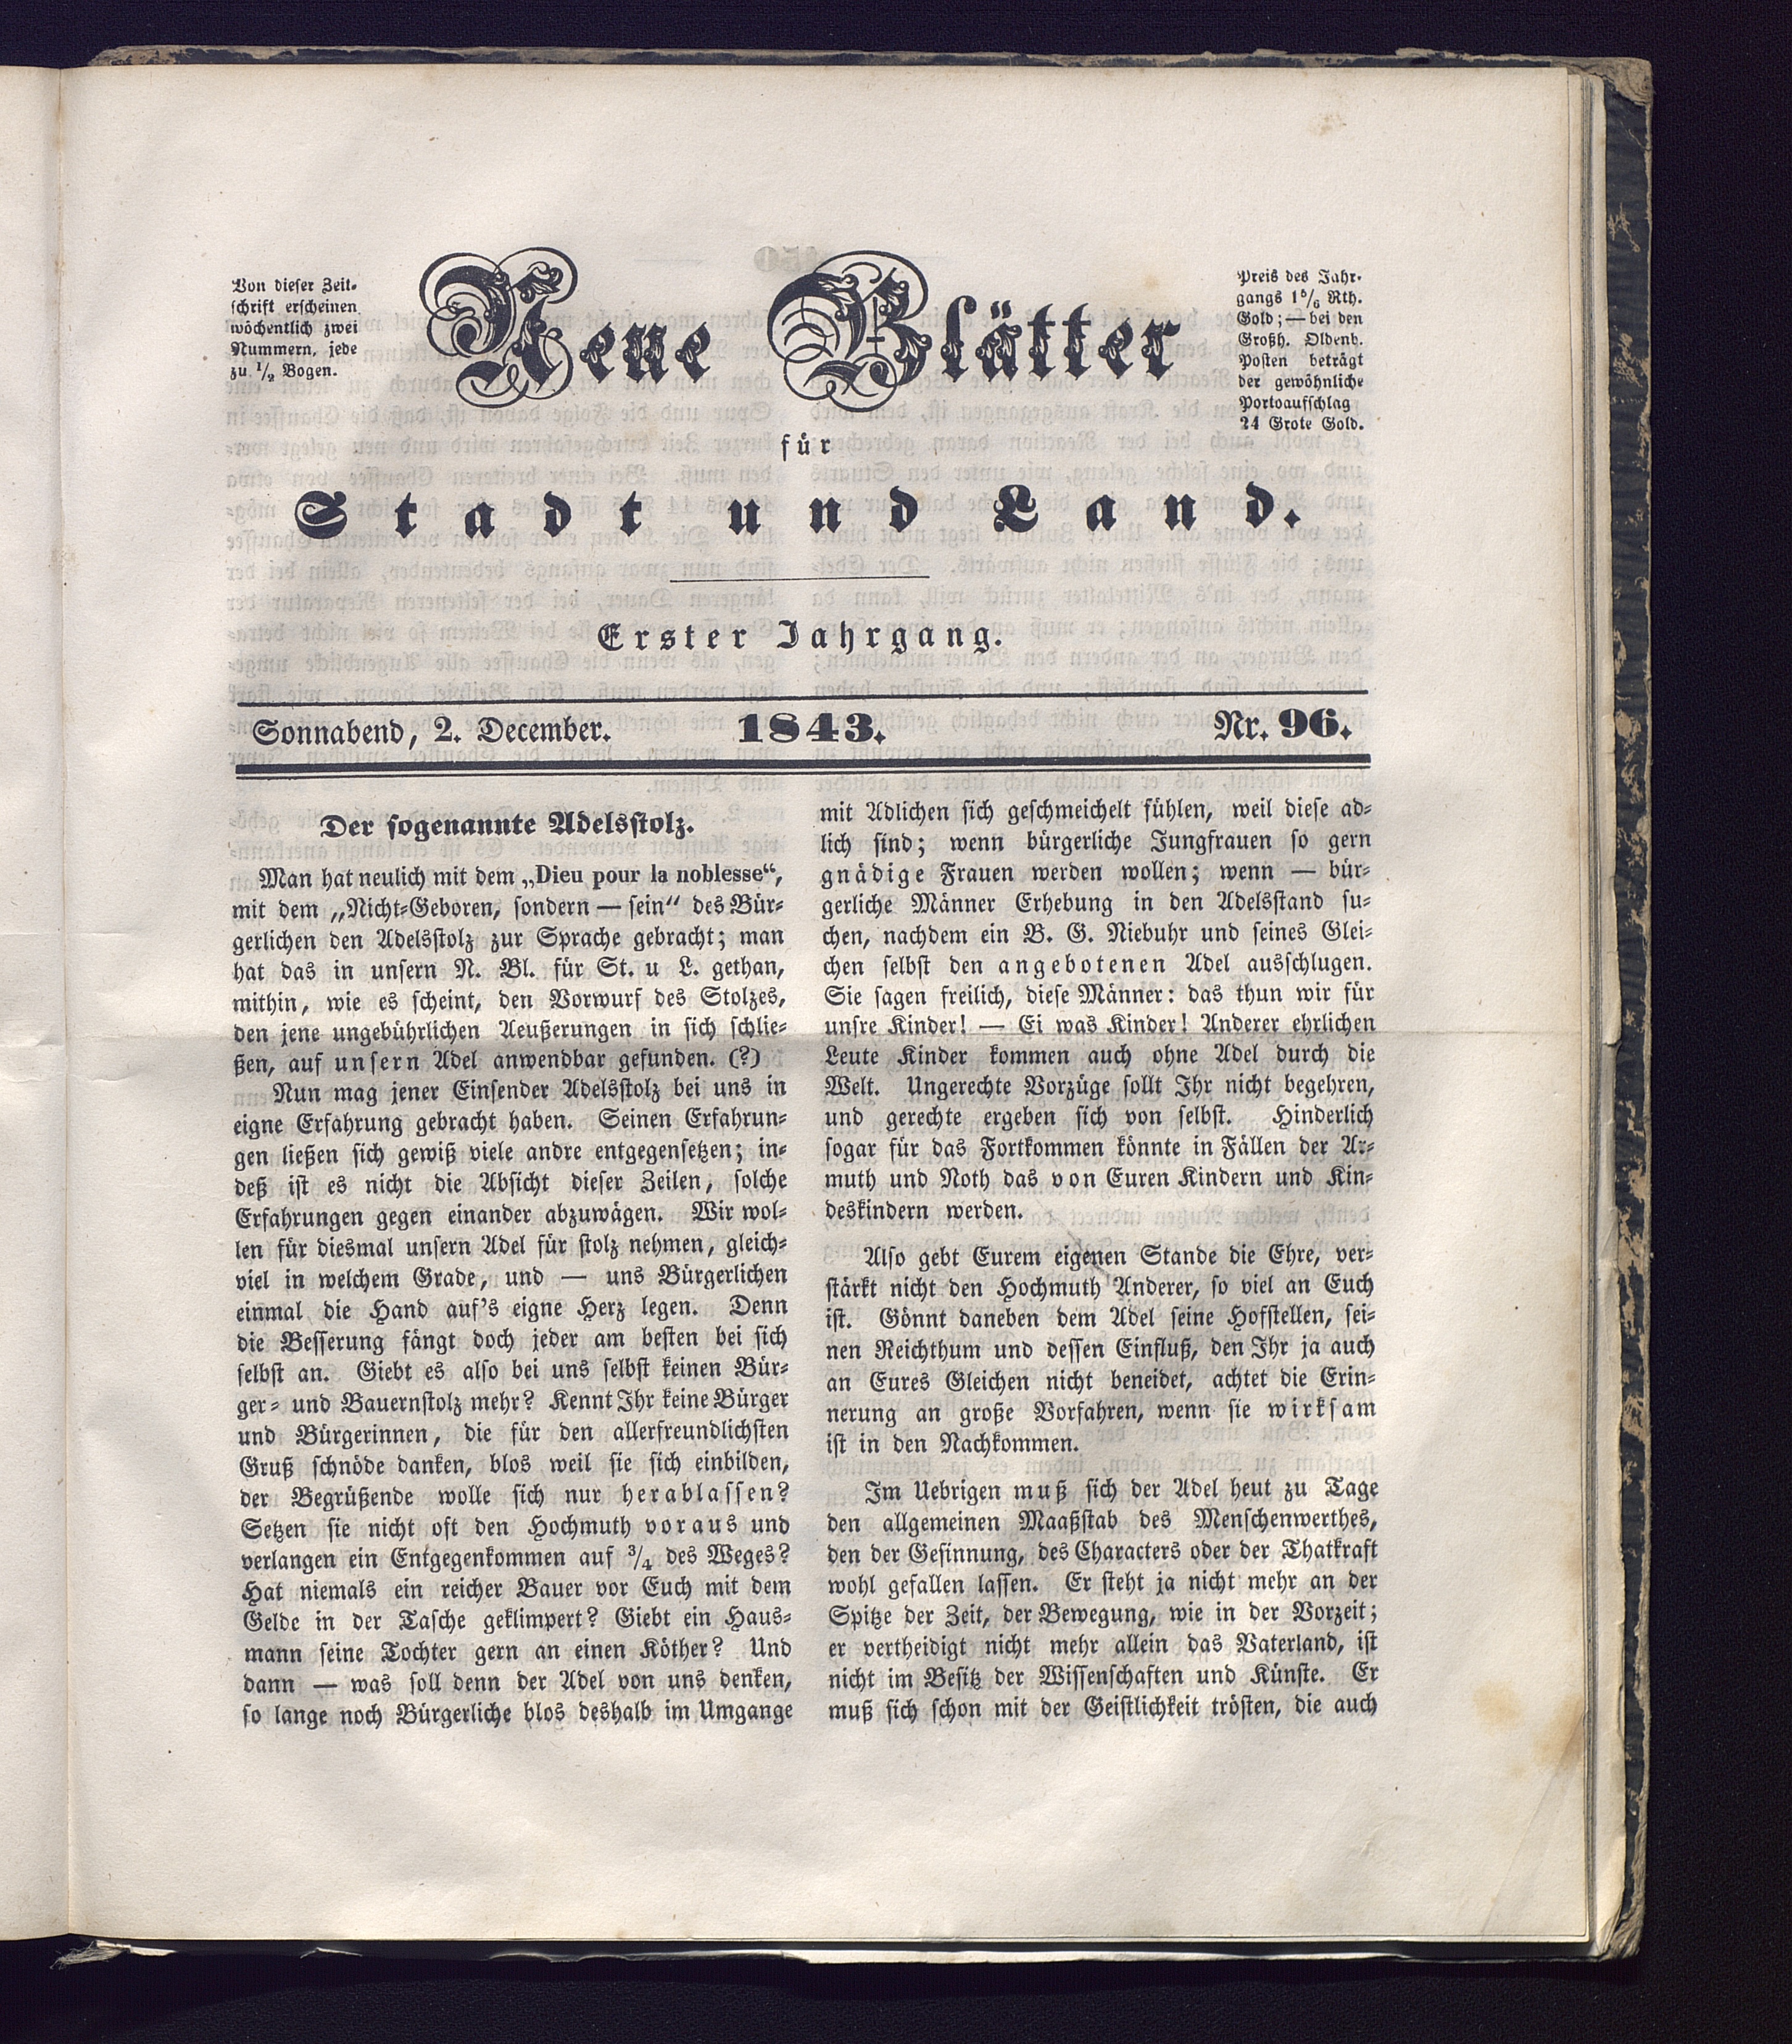 Von dieser Zeit-
schrift erscheinen
wöchentlich zwei
Nummern, jede
zu 1/2 Bogen.
Neue Blätter
für
Stadt und Land.
Preis des Jahr-
gangs 1 5/6 Rth.
Gold; — bei den
Großh. Oldenb.
Posten beträgt
der gewöhnliche
Portoaufschlag
24 Grote Gold.
Erster Jahrgang.
Sonnabend, 2. December. 1843. Nr. 96.
Der sogenannte Adelsstolz.
Man hat neulich mit dem „Dieu pour la noblesse“,
mit dem „Nicht-Geboren, sondern — sein“ des Bür-
gerlichen den Adelsstolz zur Sprache gebracht; man
hat das in unsern N. Bl. für St. u L. gethan,
mithin, wie es scheint, den Vorwurf des Stolzes,
den jene ungebührlichen Aeußerungen in sich schlie-
ßen, auf unsern Adel anwendbar gefunden. (?)
Nun mag jener Einsender Adelsstolz bei uns in
eigne Erfahrung gebracht haben. Seinen Erfahrun-
gen ließen sich gewiß viele andre entgegensetzen; in-
deß ist es nicht die Absicht dieser Zeilen, solche
Erfahrungen gegen einander abzuwägen. Wir wol-
len für diesmal unsern Adel für stolz nehmen, gleich-
viel in welchem Grade, und — uns Bürgerlichen
einmal die Hand auf's eigne Herz legen. Denn
die Besserung fängt doch jeder am besten bei sich
selbst an. Giebt es also bei uns selbst keinen Bür-
ger- und Bauernstolz mehr? Kennt Ihr keine Bürger
und Bürgerinnen, die für den allerfreundlichsten
Gruß schnöde danken, blos weil sie sich einbilden,
der Begrüßende wolle sich nur herablassen?
Setzen sie nicht oft den Hochmuth voraus und
verlangen ein Entgegenkommen auf 3/4 des Weges?
Hat niemals ein reicher Bauer vor Euch mit dem
Gelde in der Tasche geklimpert? Giebt ein Haus-
mann seine Tochter gern an einen Köther? Und
dann — was soll denn der Adel von uns denken,
so lange noch Bürgerliche blos deshalb im Umgange
mit Adlichen sich geschmeichelt fühlen, weil diese ad-
lich sind; wenn bürgerliche Jungfrauen so gern
gnädige Frauen werden wollen; wenn — bür-
gerliche Männer Erhebung in den Adelsstand su-
chen, nachdem ein B. G. Niebuhr und seines Glei-
chen selbst den angebotenen Adel ausschlugen.
Sie sagen freilich, diese Männer: das thun wir für
unsre Kinder! — Ei was Kinder! Anderer ehrlichen
Leute Kinder kommen auch ohne Adel durch die
Welt. Ungerechte Vorzüge sollt Ihr nicht begehren,
und gerechte ergeben sich von selbst. Hinderlich
sogar für das Fortkommen könnte in Fällen der Ar-
muth und Noth das von Euren Kindern und Kin-
deskindern werden.
Also gebt Eurem eigenen Stande die Ehre, ver-
stärkt nicht den Hochmuth Anderer, so viel an Euch
ist. Gönnt daneben dem Adel seine Hofstellen, sei-
nen Reichthum und dessen Einfluß, den Ihr ja auch
an Eures Gleichen nicht beneidet, achtet die Erin-
nerung an große Vorfahren, wenn sie wirksam
ist in den Nachkommen.
Im Uebrigen muß sich der Adel heut zu Tage
den allgemeinen Maaßstab des Menschenwerthes,
den der Gesinnung, des Characters oder der Thatkraft
wohl gefallen lassen. Er steht ja nicht mehr an der
Spitze der Zeit, der Bewegung, wie in der Vorzeit;
er vertheidigt nicht mehr allein das Vaterland, ist
nicht im Besitz der Wissenschaften und Künste. Er
muß sich schon mit der Geistlichkeit trösten, die auch